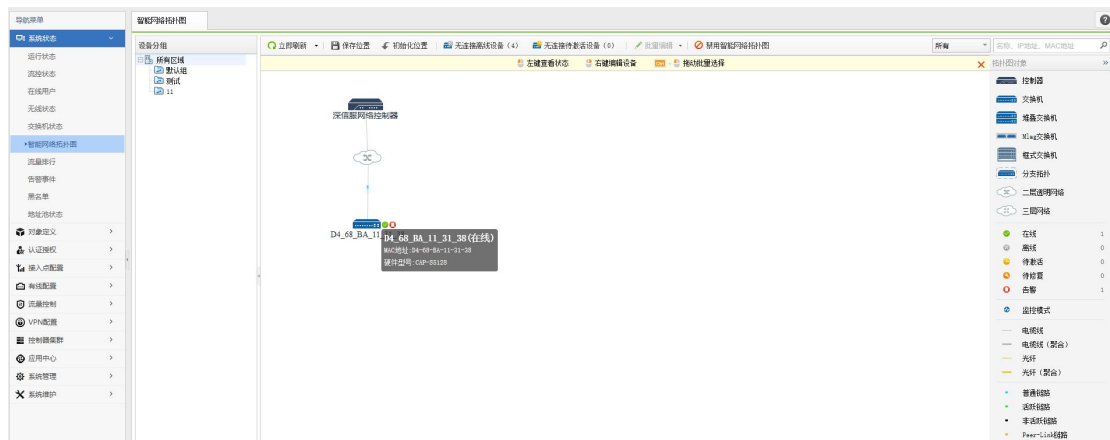 导航菜单
智能网络拓扑图
系统状态
运行状态
流控状态
在线用户
无线状态
交换机状态
智能网络拓扑图
流量排行
告警事件
黑名单
地址池状态
对象定义
认证授权
接入点配置
有线配置
流量控制
VPN配置
控制器集群
应用中心
系统管理
系统维护
设备分组
所有区域
默认组
测试
11
立即刷新
保存位置
初始化位置
无连接离线设备（4）
无连接待激活设备（0）
批量编辑
禁用智能网络拓扑图
所有
名称、IP地址、MAC地址
左键查看状态
右键编辑设备
拖动批量选择
深信服网络控制器
D4_68_BA_11
D4_68_BA_11_31_38(在线)
MAC地址:D4-68-BA-11-31-38
硬件型号:CAP-S5128
拓扑图对象
控制器
交换机
堆叠交换机
Mlag交换机
框式交换机
分支拓扑
二层透明网络
三层网络
在线 1
离线 0
待激活 0
待修复 0
告警 1
监控模式
电缆线
电缆线（聚合）
光纤
光纤（聚合）
普通链路
活跃链路
非活跃链路
Peer-Link链路